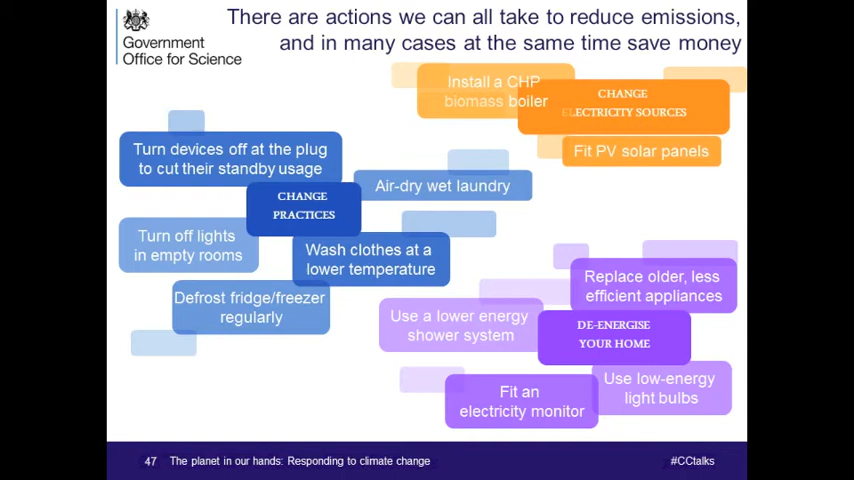 There are actions we can all take to reduce emissions,
and in many cases at the same time save money
Government
Office for Science
Install a CHP
biomass boiler
CHANGE
ELECTRICITY SOURCES
Fit PV solar panels
Turn devices off at the plug
to cut their standby usage
Air-dry wet laundry
CHANGE
PRACTICES
Turn off lights
in empty rooms
Wash clothes at a
lower temperature
Defrost fridge/freezer
regularly
Replace older, less
efficient appliances
Use a lower energy
shower system
DE-ENERGISE
YOUR HOME
Use low-energy
light bulbs
Fit an
electricity monitor
47 The planet in our hands: Responding to climate change
#CCtalks